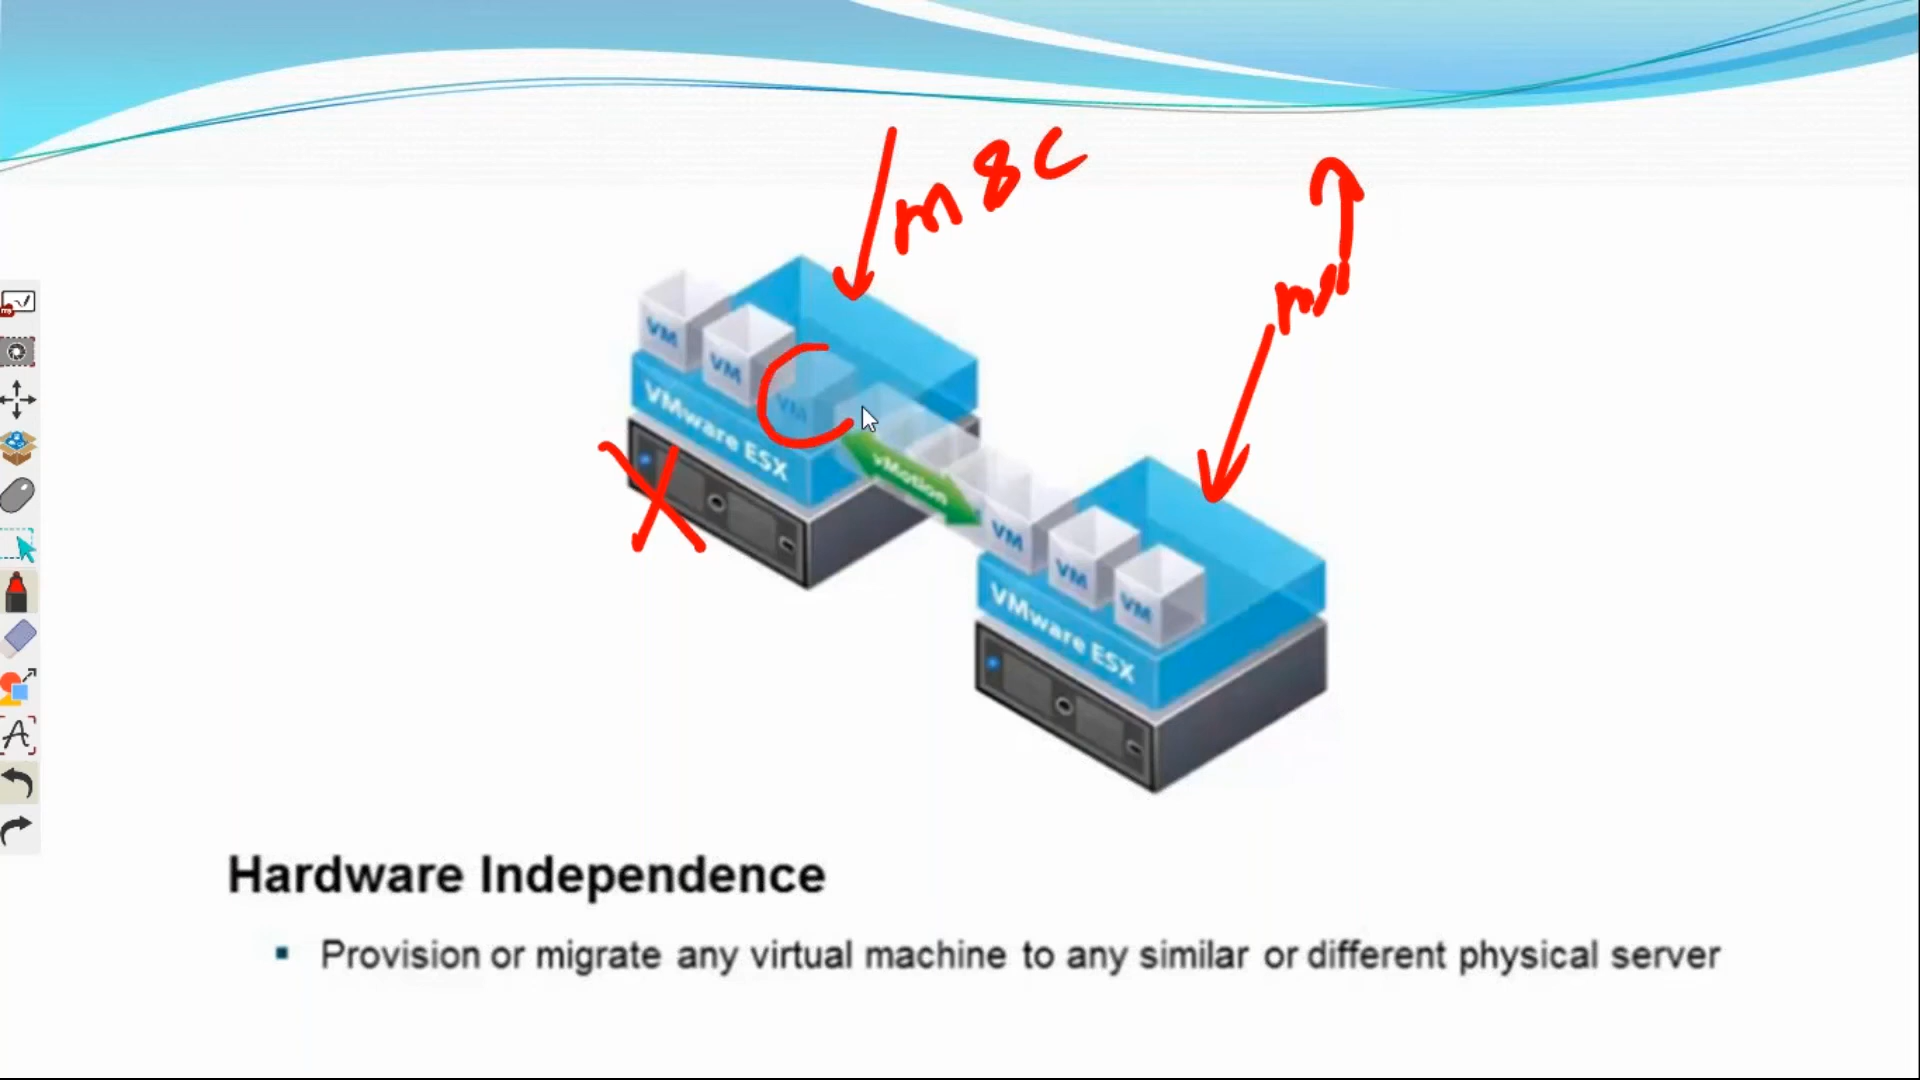 m 8 C
VM
VM
VM
VMware ESX
vMotion
VM
VM
VM
VMware ESX
Hardware Independence
▪ Provision or migrate any virtual machine to any similar or different physical server